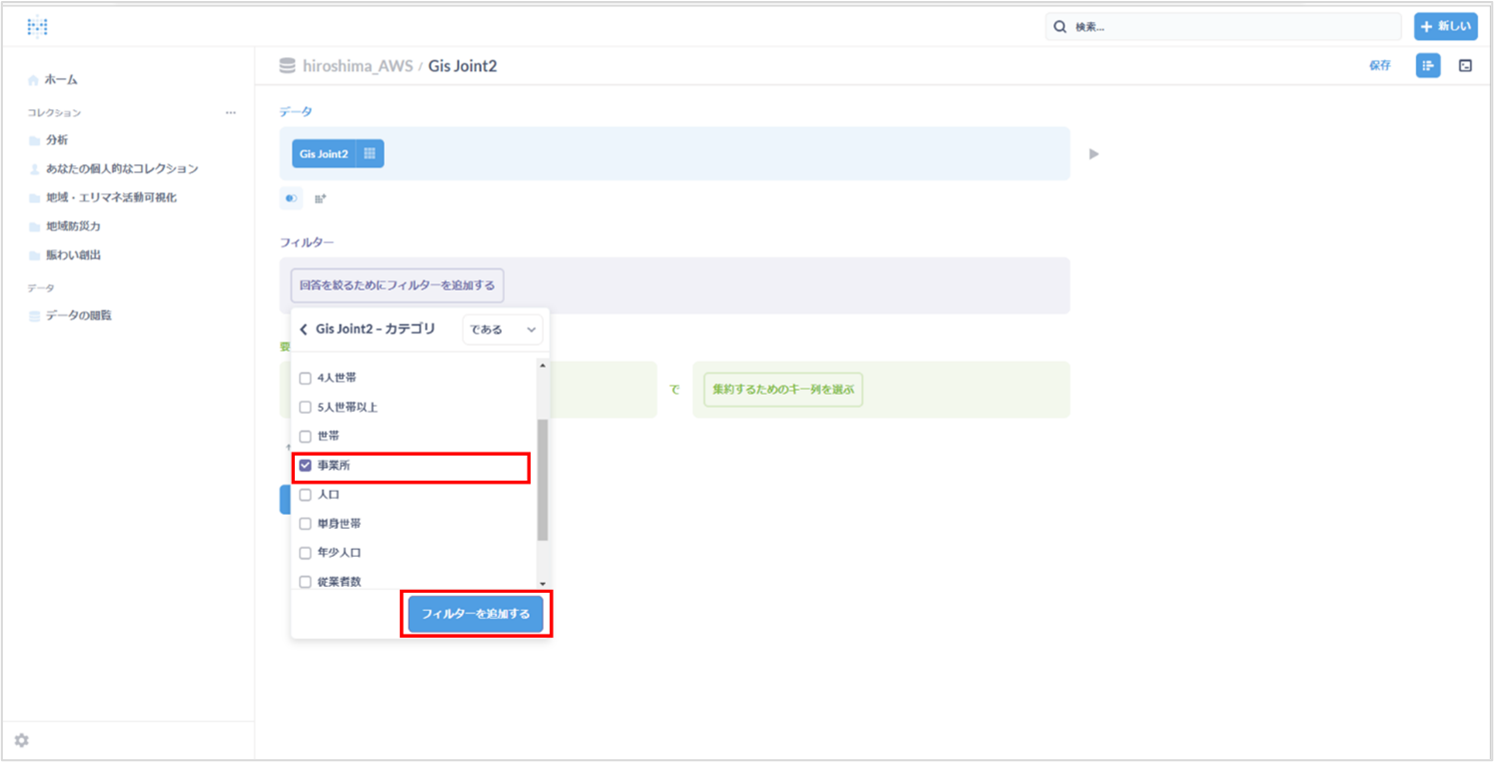 検索...
+ 新しい
ホーム
コレクション
...
分析
あなたの個人的なコレクション
地域・エリマネ活動可視化
地域防災力
賑わい創出
データ
データの閲覧
hiroshima_AWS / Gis Joint2
保存
データ
Gis Joint2
フィルター
回答を絞るためにフィルターを追加する
Gis Joint2 – カテゴリ
である
4人世帯
5人世帯以上
世帯
事業所
人口
単身世帯
年少人口
従業者数
フィルターを追加する
要
で
集約するためのキー列を選ぶ